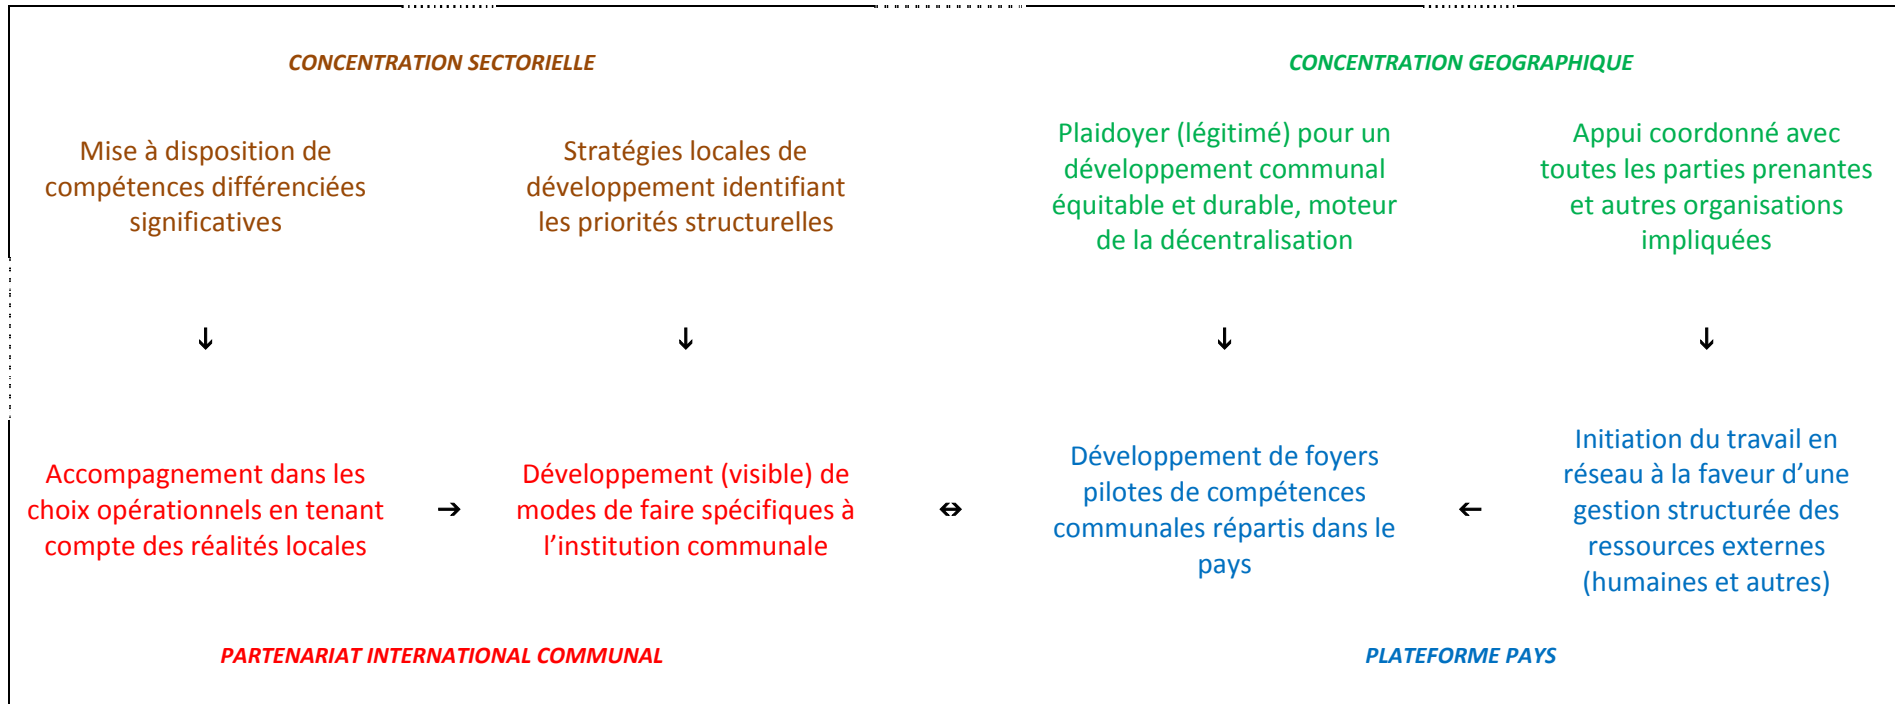 CONCENTRATION SECTORIELLE
CONCENTRATION GEOGRAPHIQUE
Mise à disposition de
compétences différenciées
significatives
Stratégies locales de
développement identifiant
les priorités structurelles
Plaidoyer (légitimé) pour un
développement communal
équitable et durable, moteur
de la décentralisation
Appui coordonné avec
toutes les parties prenantes
et autres organisations
impliquées
Accompagnement dans les
choix opérationnels en tenant
compte des réalités locales
Développement (visible) de
modes de faire spécifiques à
l’institution communale
Développement de foyers
pilotes de compétences
communales répartis dans le
pays
Initiation du travail en
réseau à la faveur d’une
gestion structurée des
ressources externes
(humaines et autres)
PARTENARIAT INTERNATIONAL COMMUNAL
PLATEFORME PAYS